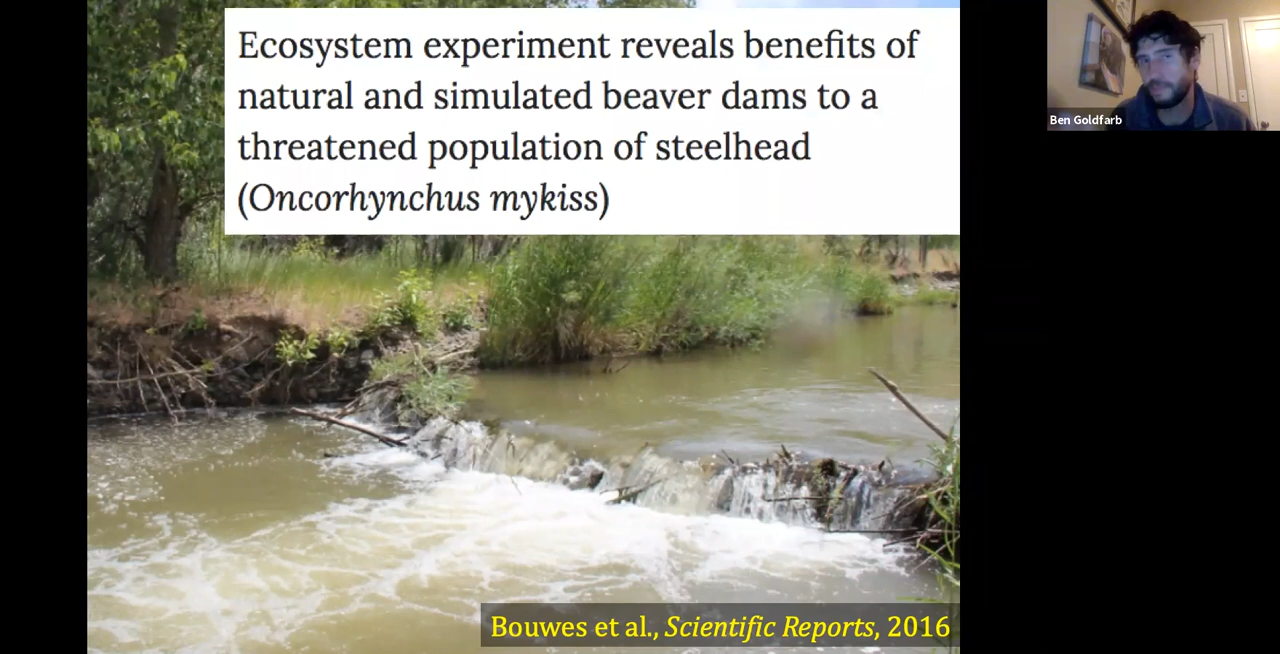 Ecosystem experiment reveals benefits of
natural and simulated beaver dams to a
threatened population of steelhead
(Oncorhynchus mykiss)
Ben Goldfarb
Bouwes et al., Scientific Reports, 2016